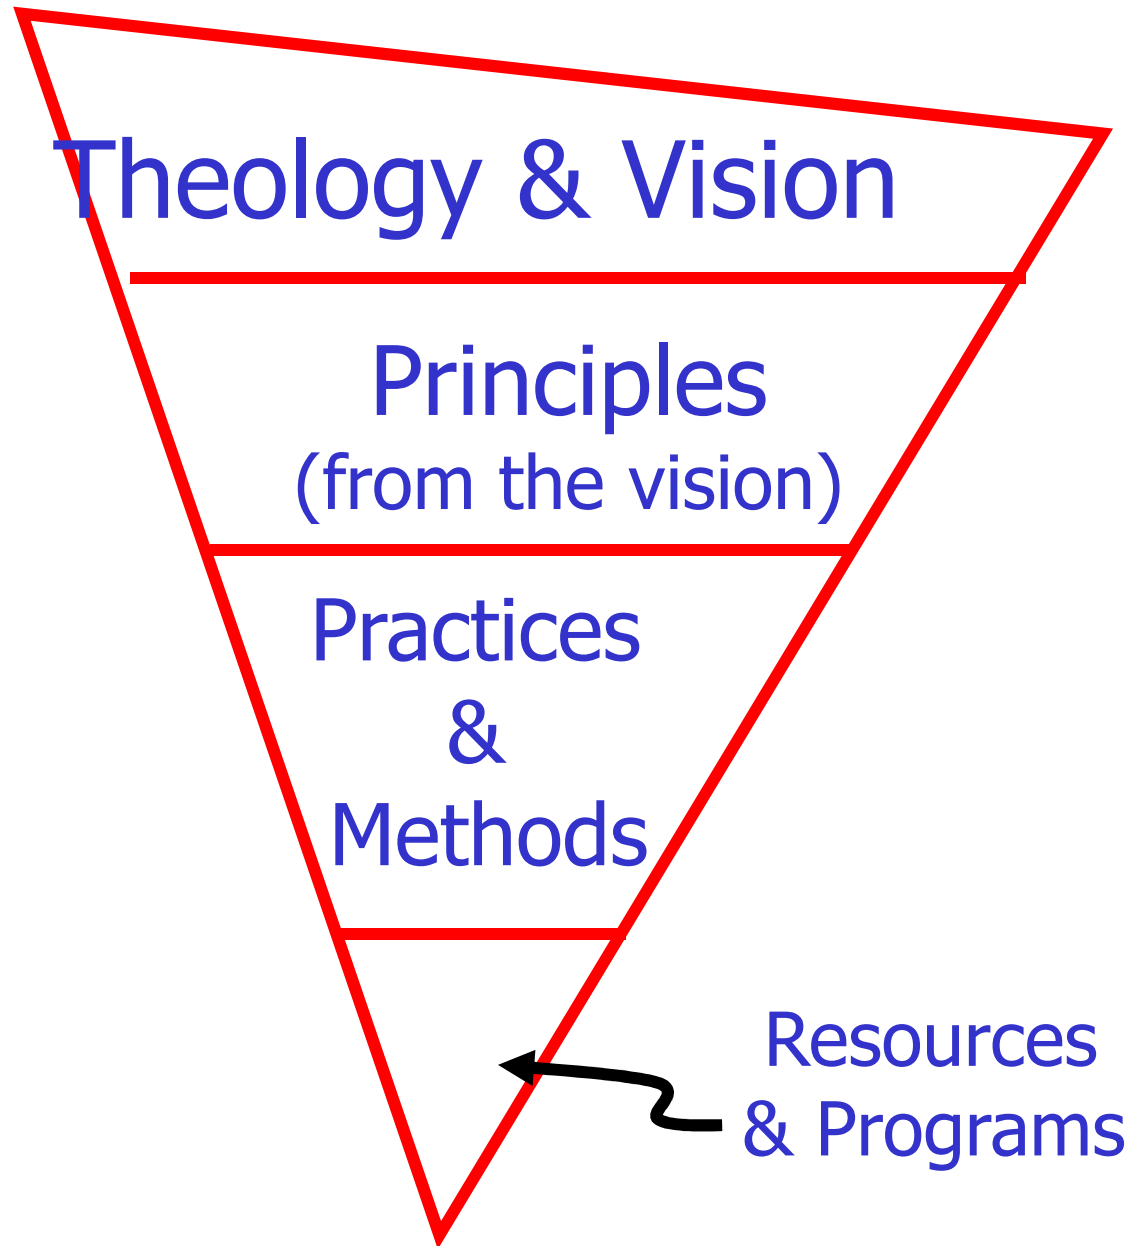 Theology & Vision
Principles
(from the vision)
Practices
&
Methods
Resources
& Programs